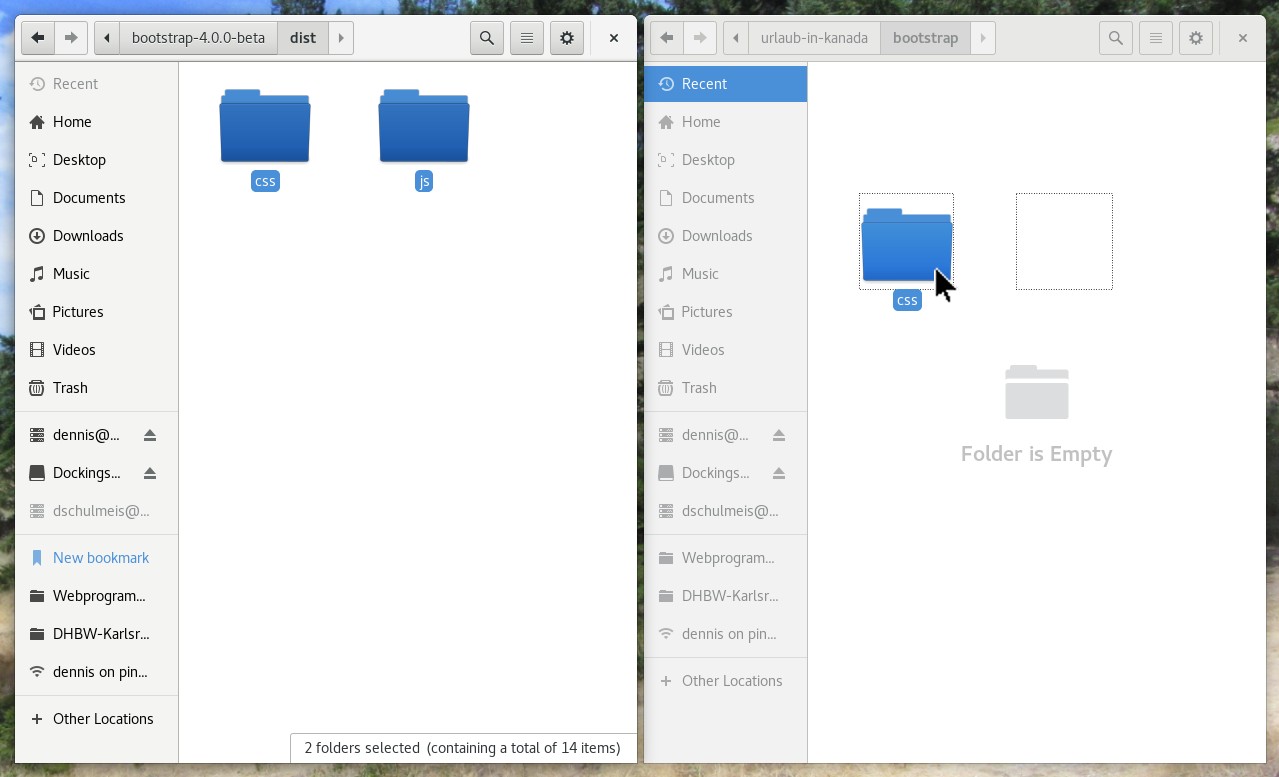 bootstrap-4.0.0-beta
dist
Recent
Home
Desktop
Documents
Downloads
Music
Pictures
Videos
Trash
dennis@...
Dockings...
dschulmeis@...
New bookmark
Webprogram...
DHBW-Karlsr...
dennis on pin...
Other Locations
css
js
2 folders selected (containing a total of 14 items)
urlaub-in-kanada
bootstrap
Recent
Home
Desktop
Documents
Downloads
Music
Pictures
Videos
Trash
dennis@...
Dockings...
dschulmeis@...
Webprogram...
DHBW-Karlsr...
dennis on pin...
Other Locations
css
Folder is Empty